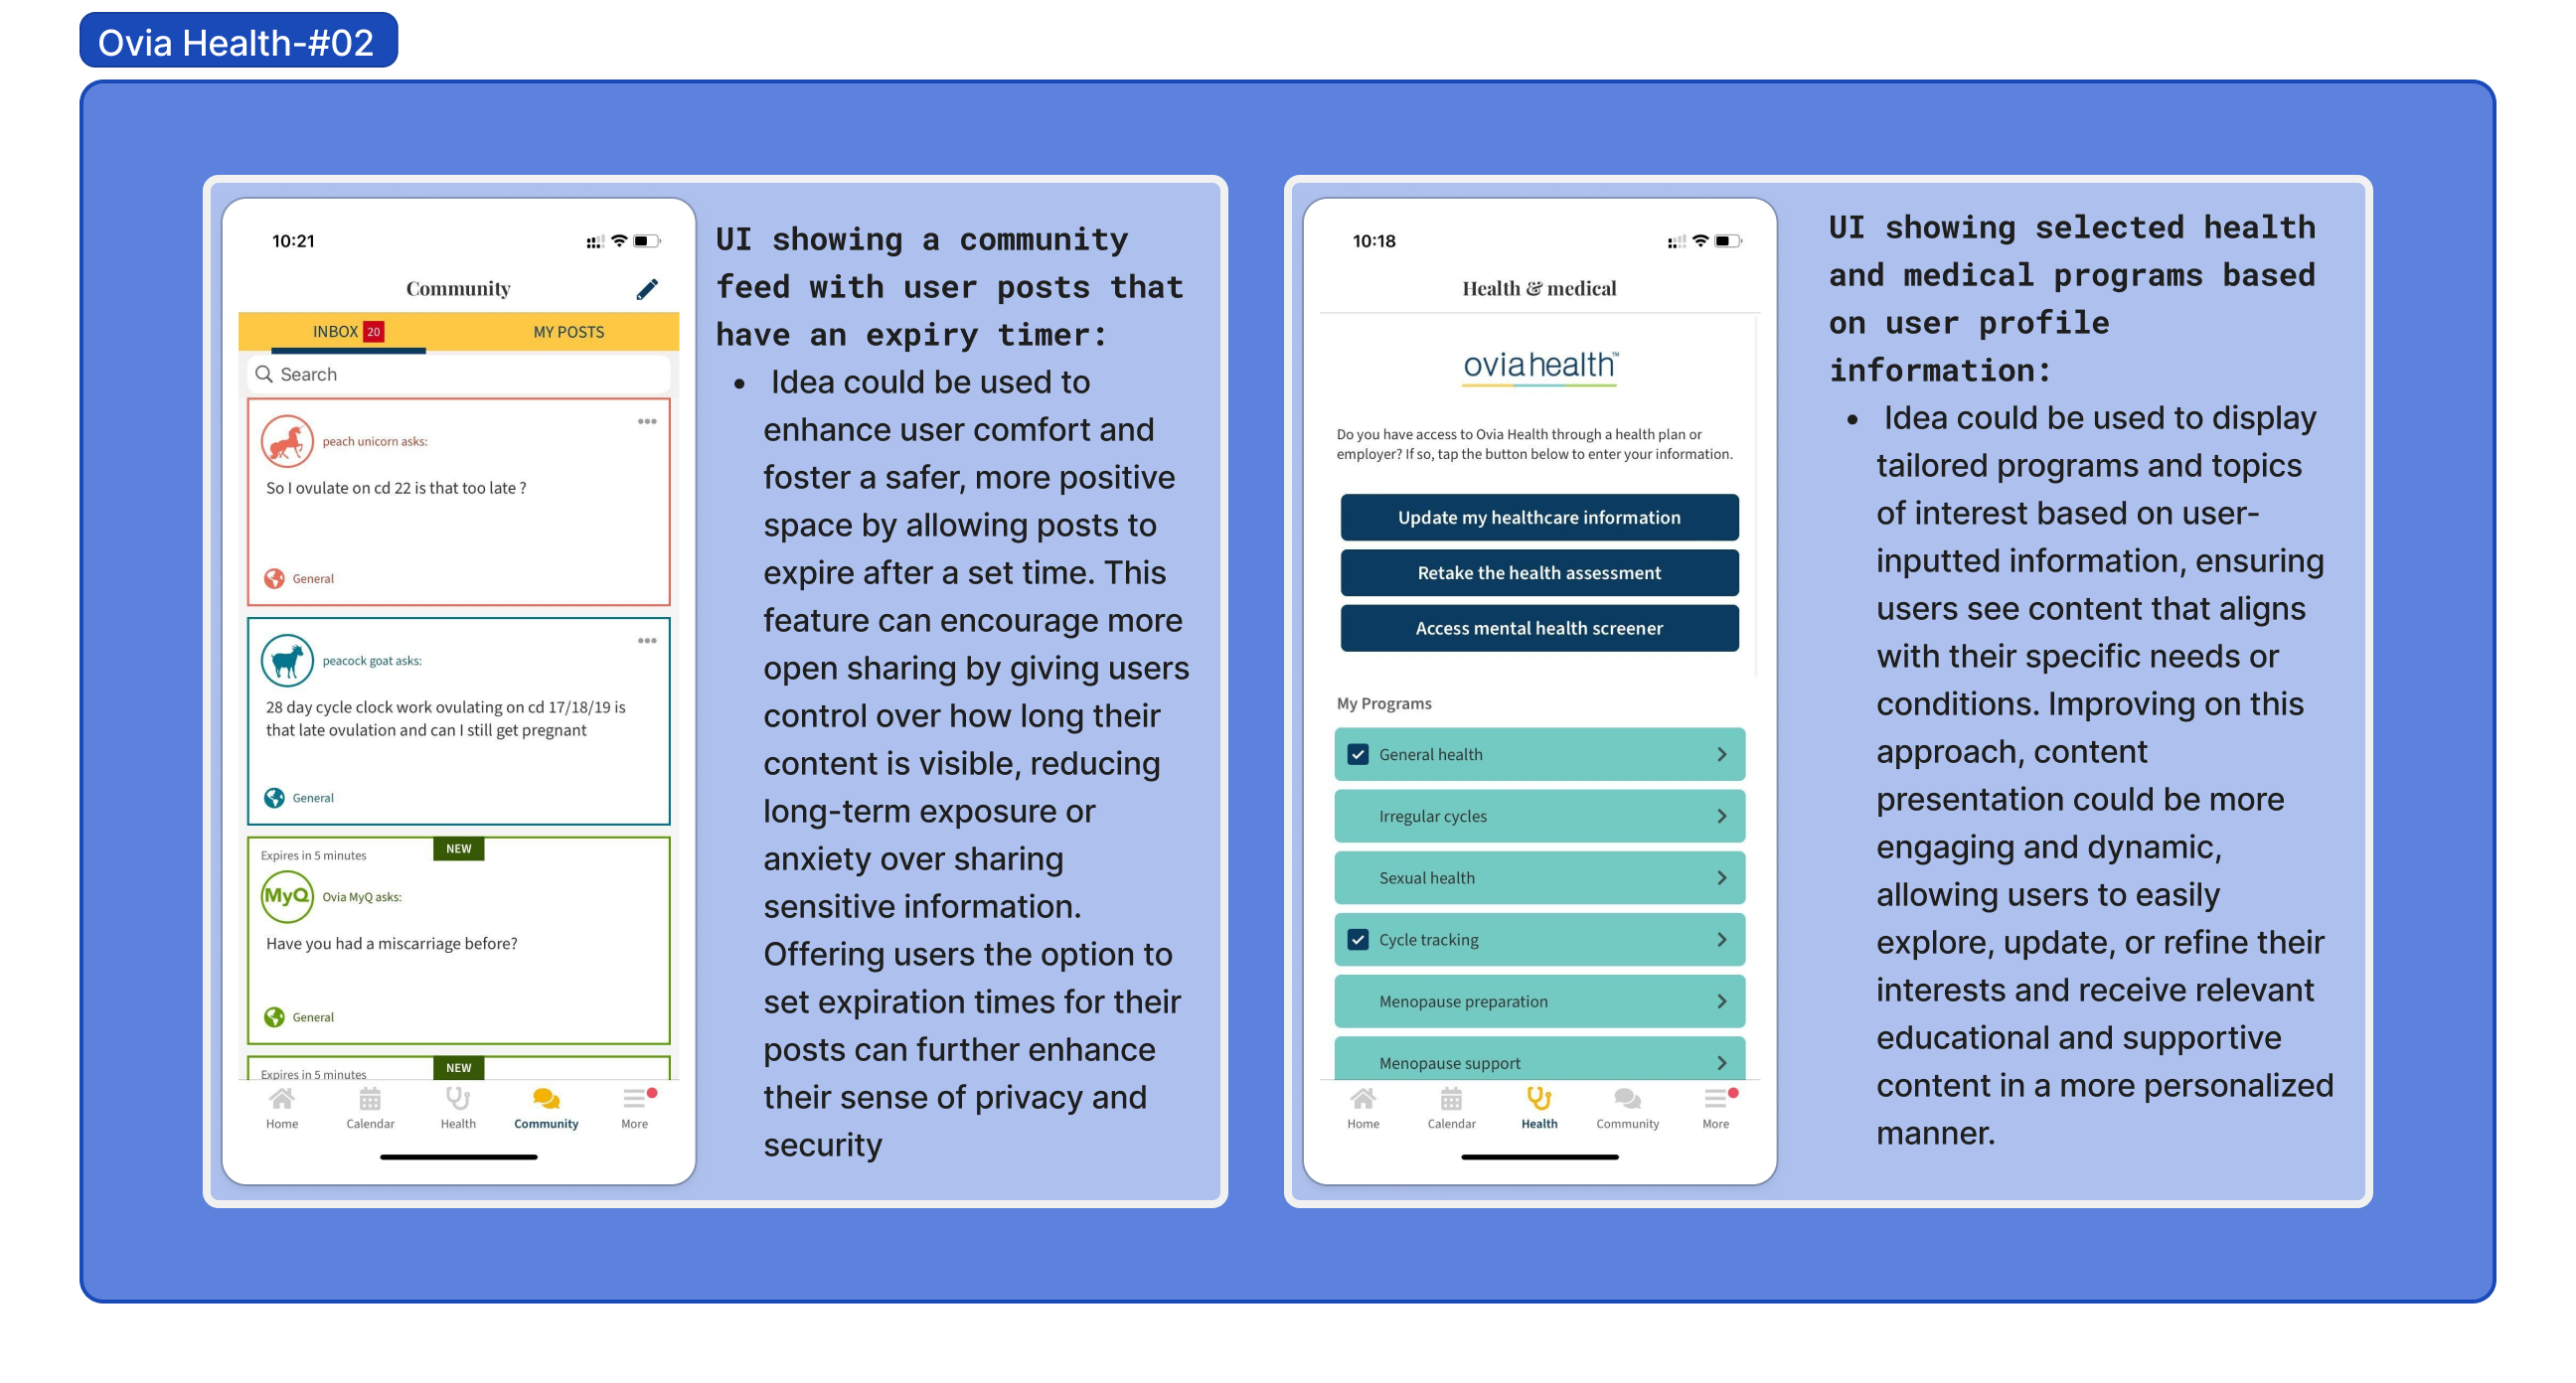 Ovia Health-#02
10:21
Community
INBOX 20
MY POSTS
Search
peach unicorn asks:
So I ovulate on cd 22 is that too late ?
General
peacock goat asks:
28 day cycle clock work ovulating on cd 17/18/19 is
that late ovulation and can I still get pregnant
General
Expires in 5 minutes
NEW
MyQ
Ovia MyQ asks:
Have you had a miscarriage before?
General
Expires in 5 minutes
NEW
Home
Calendar
Health
Community
More
UI showing a community
feed with user posts that
have an expiry timer:
• Idea could be used to
enhance user comfort and
foster a safer, more positive
space by allowing posts to
expire after a set time. This
feature can encourage more
open sharing by giving users
control over how long their
content is visible, reducing
long-term exposure or
anxiety over sharing
sensitive information.
Offering users the option to
set expiration times for their
posts can further enhance
their sense of privacy and
security
10:18
Health & medical
oviahealth™
Do you have access to Ovia Health through a health plan or
employer? If so, tap the button below to enter your information.
Update my healthcare information
Retake the health assessment
Access mental health screener
My Programs
General health
Irregular cycles
Sexual health
Cycle tracking
Menopause preparation
Menopause support
Home
Calendar
Health
Community
More
UI showing selected health
and medical programs based
on user profile
information:
• Idea could be used to display
tailored programs and topics
of interest based on user-
inputted information, ensuring
users see content that aligns
with their specific needs or
conditions. Improving on this
approach, content
presentation could be more
engaging and dynamic,
allowing users to easily
explore, update, or refine their
interests and receive relevant
educational and supportive
content in a more personalized
manner.